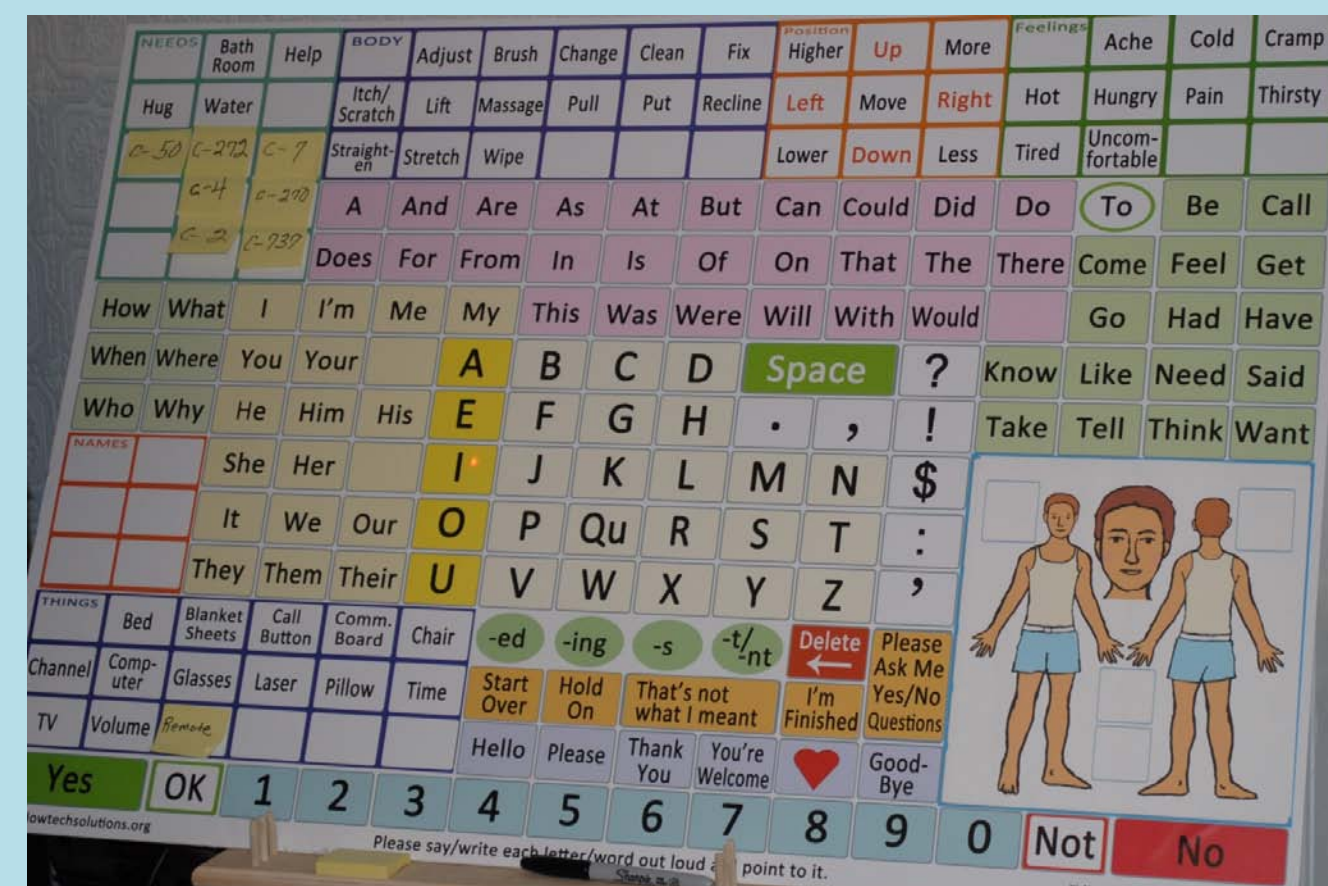 NEEDS Bath Room Help BODY Adjust Brush Change Clean Fix Position Higher Up More Feelings Ache Cold Cramp
Hug Water Itch/Scratch Lift Massage Pull Put Recline Left Move Right Hot Hungry Pain Thirsty
C-50 C-272 C-7 Straight-en Stretch Wipe Lower Down Less Tired Uncom-fortable
C-4 C-270 A And Are As At But Can Could Did Do To Be Call
C-2 C-737 Does For From In Is Of On That The There Come Feel Get
How What I I'm Me My This Was Were Will With Would Go Had Have
When Where You Your A B C D Space ? Know Like Need Said
Who Why He Him His E F G H . , ! Take Tell Think Want
NAMES She Her I J K L M N $
It We Our O P Qu R S T :
They Them Their U V W X Y Z ’
THINGS Bed Blanket Sheets Call Button Comm. Board Chair -ed -ing -s -t/-nt Delete ← Please Ask Me Yes/No Questions
Channel Comp-uter Glasses Laser Pillow Time Start Over Hold On That's not what I meant I'm Finished
TV Volume Remote Hello Please Thank You You're Welcome Good-Bye
Yes OK 1 2 3 4 5 6 7 8 9 0 Not No
lowtechsolutions.org Please say/write each letter/word out loud point to it.
Sharpie